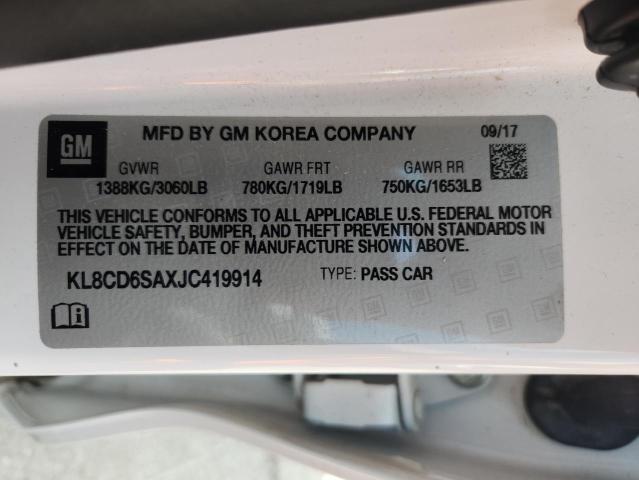 GM MFD BY GM KOREA COMPANY 09/17
GVWR GAWR FRT GAWR RR
1388KG/3060LB 780KG/1719LB 750KG/1653LB
THIS VEHICLE CONFORMS TO ALL APPLICABLE U.S. FEDERAL MOTOR
VEHICLE SAFETY, BUMPER, AND THEFT PREVENTION STANDARDS IN
EFFECT ON THE DATE OF MANUFACTURE SHOWN ABOVE.
KL8CD6SAXJC419914 TYPE: PASS CAR